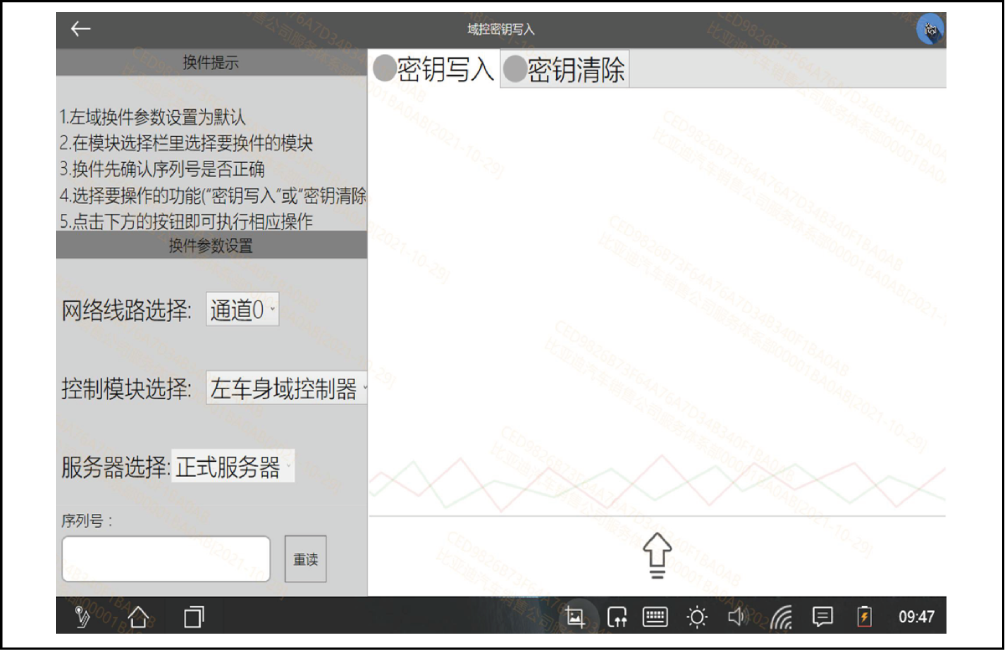 域控密钥写入
换件提示
1.左域换件参数设置为默认
2.在模块选择栏里选择要换件的模块
3.换件先确认序列号是否正确
4.选择要操作的功能("密钥写入"或"密钥清除
5.点击下方的按钮即可执行相应操作
换件参数设置
网络线路选择: 通道0
控制模块选择: 左车身域控制器
服务器选择: 正式服务器
序列号：
重读
密钥写入 密钥清除
09:47